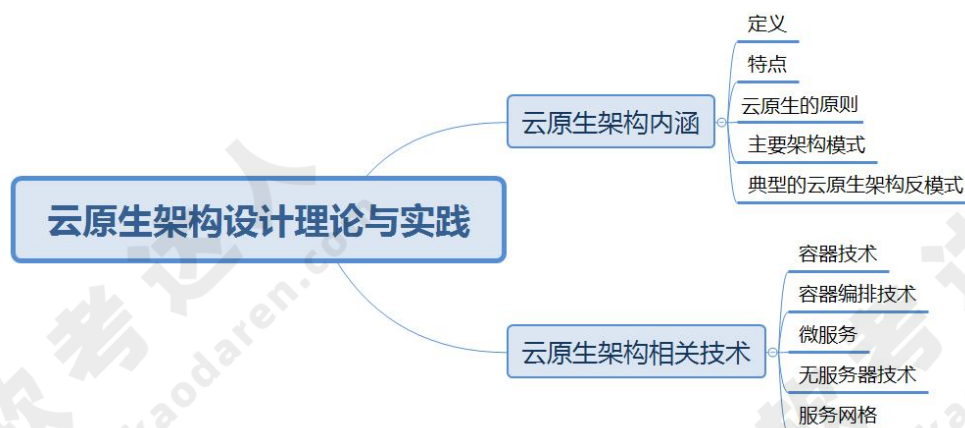 定义
特点
云原生的原则
云原生架构内涵
主要架构模式
典型的云原生架构反模式
云原生架构设计理论与实践
容器技术
容器编排技术
微服务
云原生架构相关技术
无服务器技术
服务网格